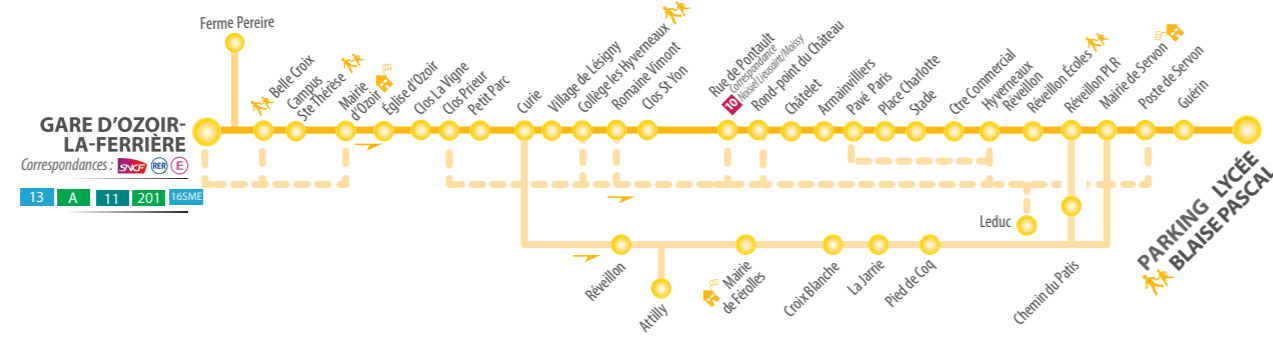 Ferme Pereire
GARE D'OZOIR-
LA-FERRIÈRE
Correspondances : SNCF RER E
13 A 11 201 16SME
Belle Croix
Campus
Ste Thérèse
Mairie
d'Ozoir
Église d'Ozoir
Clos La Vigne
Clos Prieur
Petit Parc
Curie
Village de Lésigny
Collège les Hyverneaux
Romaine Vimont
Clos St Yon
Rue de Pontault
10 Correspondance
Noisiel Lieusaint/Moissy
Rond-point du Château
Châtelet
Armainvilliers
Pavé Paris
Place Charlotte
Stade
Ctre Commercial
Hyverneaux
Réveillon
Réveillon Écoles
Réveillon PLR
Mairie de Servon
Poste de Servon
Guérin
PARKING LYCÉE
BLAISE PASCAL
Leduc
Réveillon
Attilly
Mairie
de Férolles
Croix Blanche
La Jarrie
Pied de Coq
Chemin du Patis